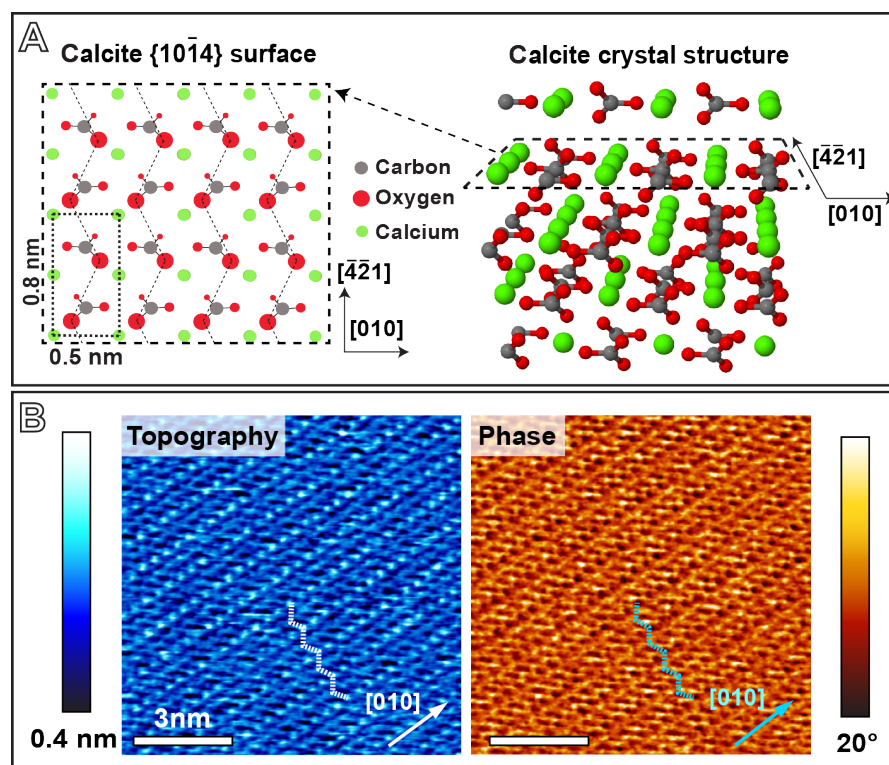 A
Calcite {101̄4} surface
Calcite crystal structure
Carbon
Oxygen
Calcium
0.8 nm
0.5 nm
[4̄2̄1]
[010]
[4̄2̄1]
[010]
B
Topography
Phase
[010]
[010]
3nm
0.4 nm
20°